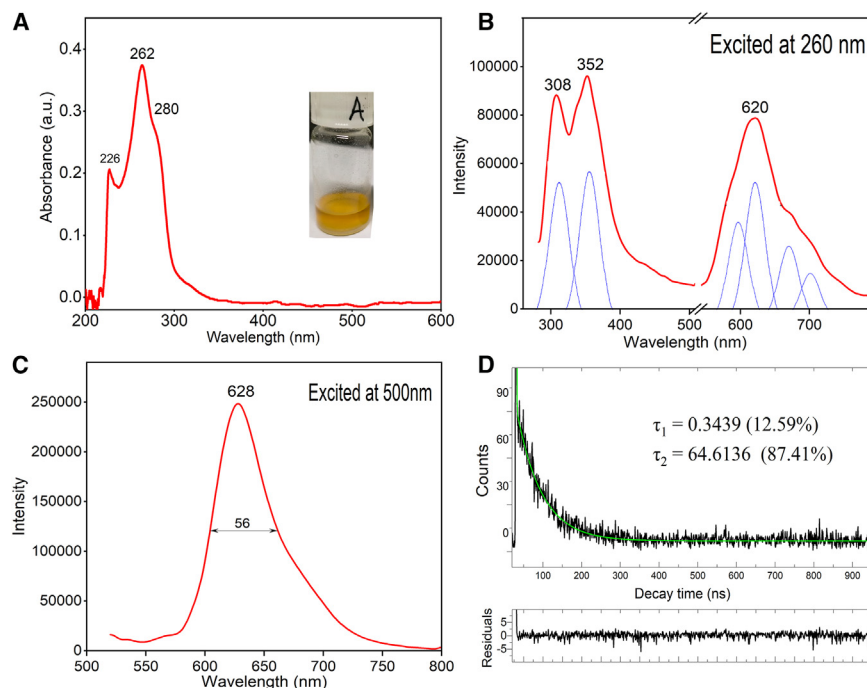 A
0.4
0.3
0.2
0.1
0.0
Absorbance (a.u.)
226
262
280
A
200
300
400
500
600
Wavelength (nm)
B
Excited at 260 nm
100000
80000
60000
40000
20000
0
Intensity
308
352
620
300
400
500
600
700
Wavelength (nm)
C
Excited at 500nm
250000
200000
150000
100000
50000
0
Intensity
628
56
500
550
600
650
700
750
800
Wavelength (nm)
D
90
60
30
0
Counts
τ1 = 0.3439 (12.59%)
τ2 = 64.6136 (87.41%)
100 200 300 400 500 600 700 800 900
Decay time (ns)
5
0
-5
Residuals